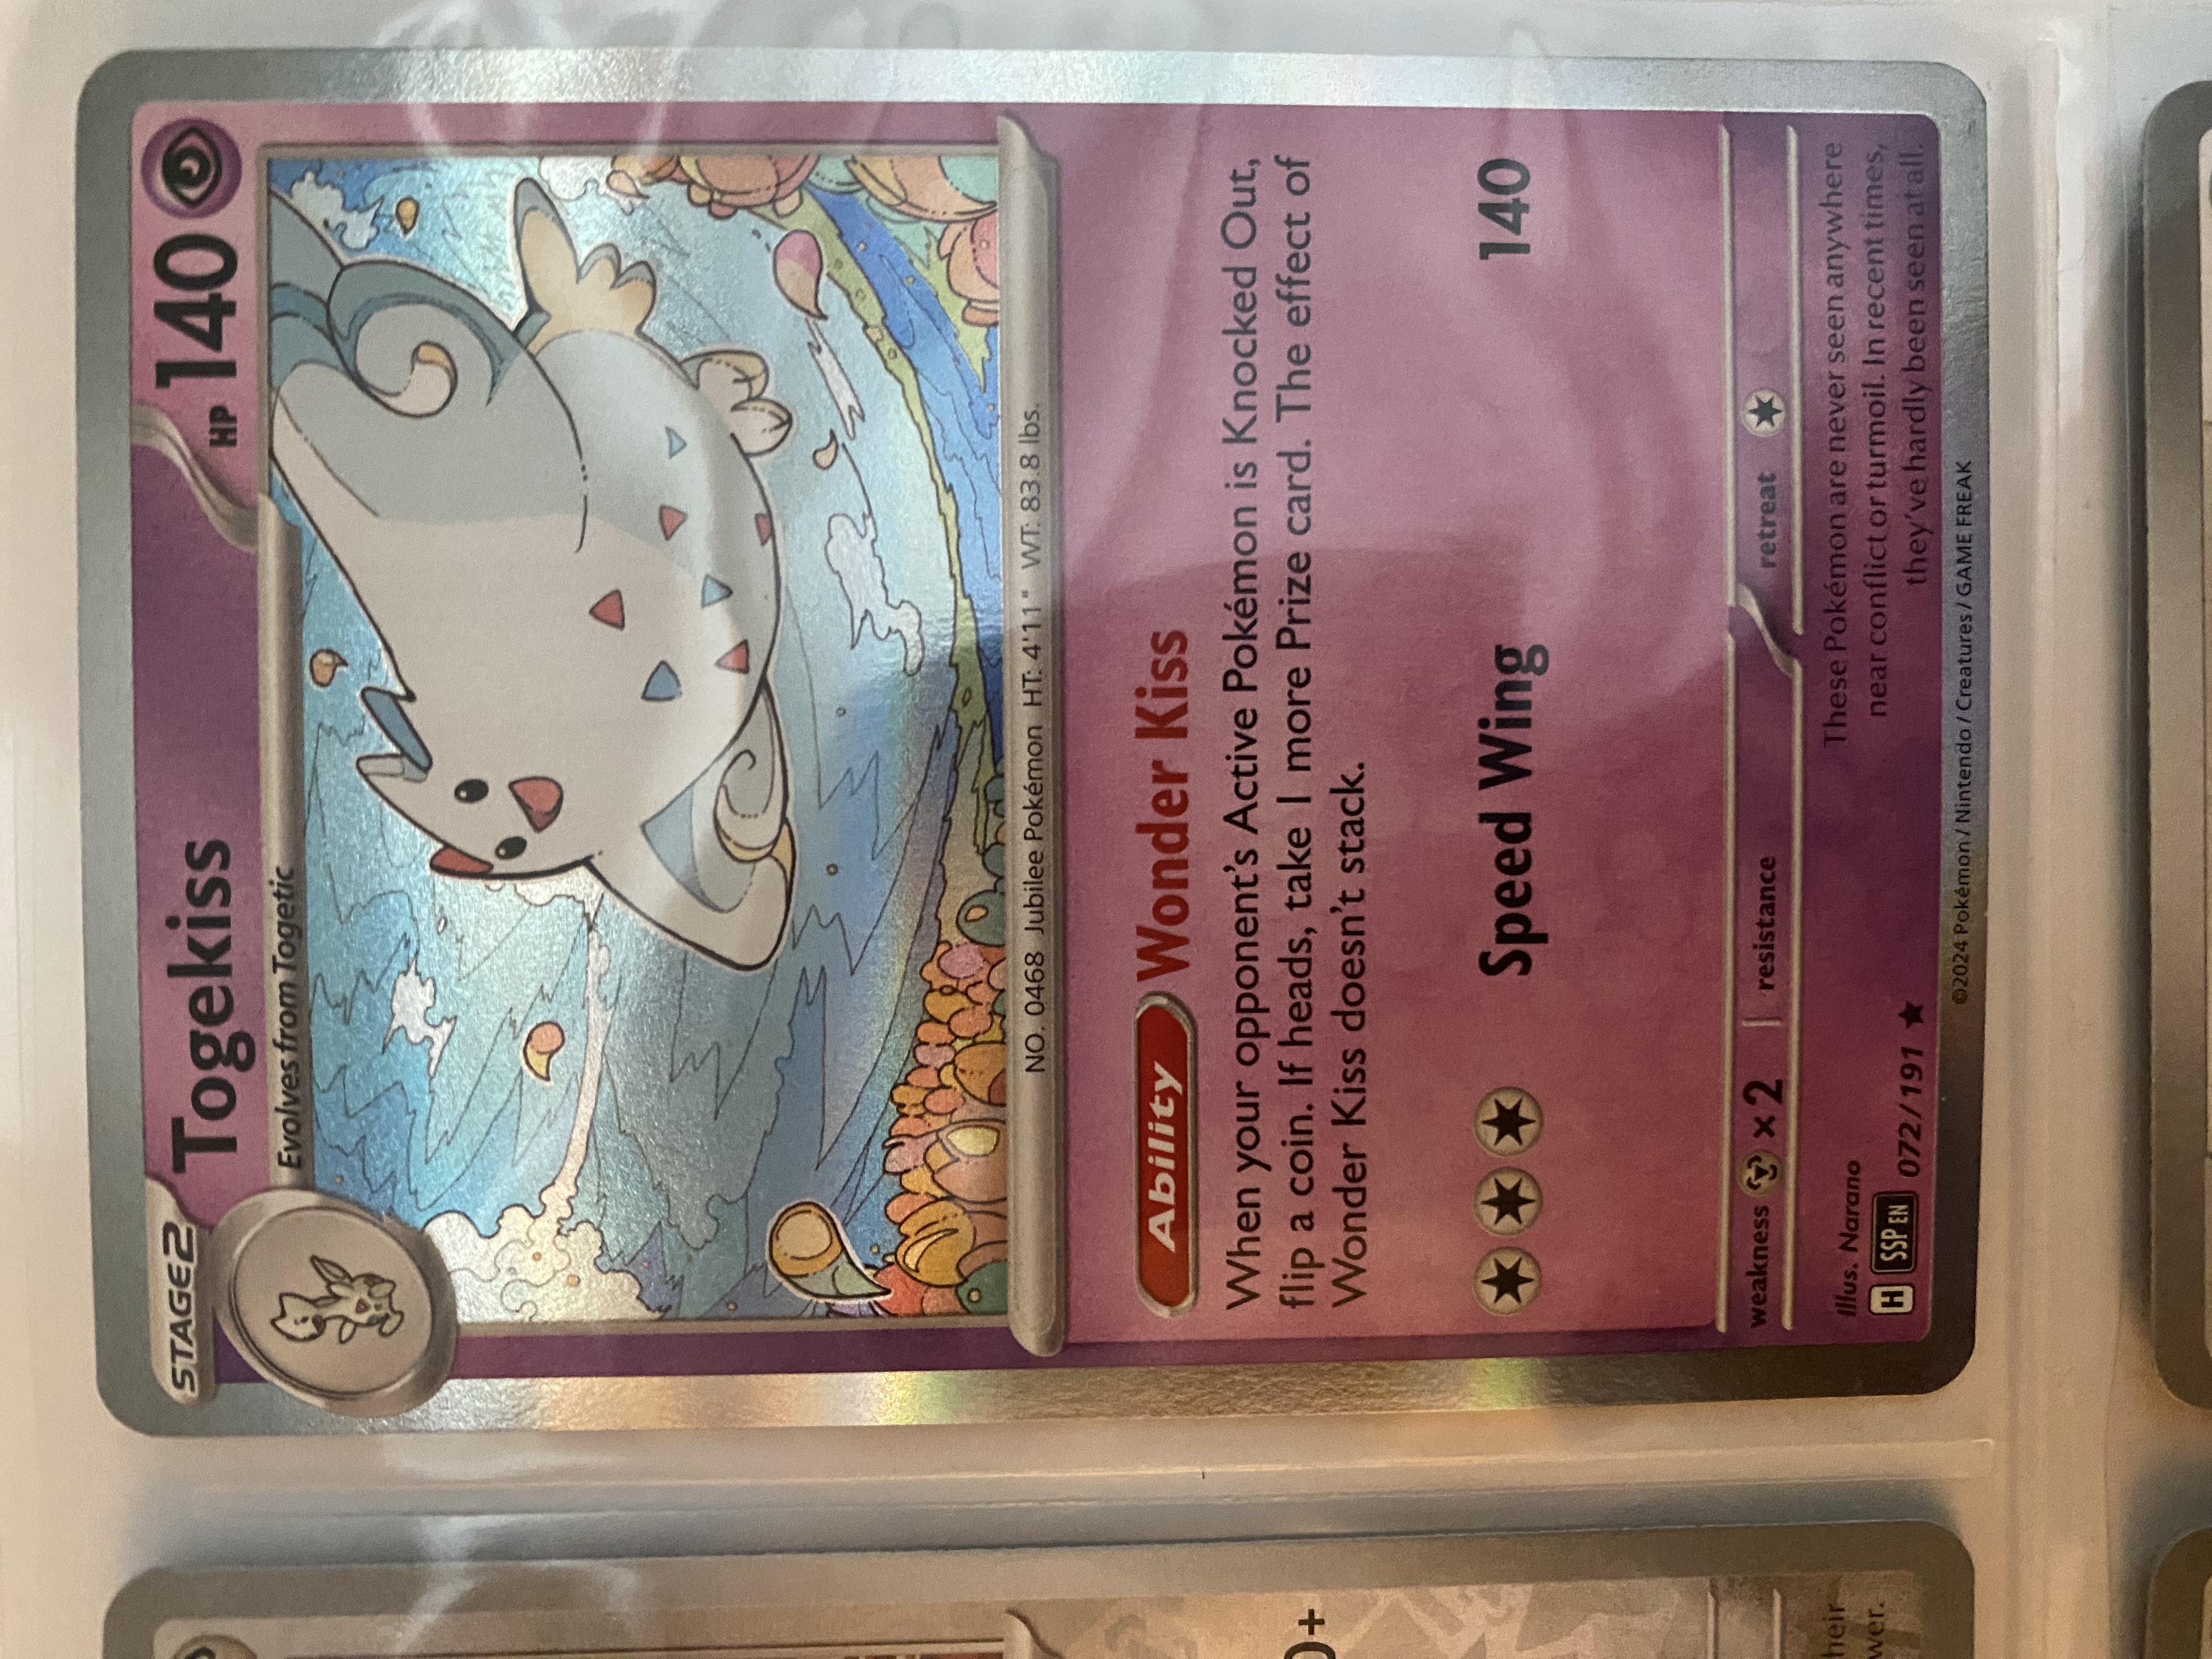 STAGE2
Togekiss
HP 140
Evolves from Togetic
NO. 0468 Jubilee Pokémon HT: 4'11" WT: 83.8 lbs.
Ability Wonder Kiss
When your opponent's Active Pokémon is Knocked Out,
flip a coin. If heads, take 1 more Prize card. The effect of
Wonder Kiss doesn't stack.
Speed Wing 140
weakness ×2 resistance retreat
Illus. Narano
H SSP EN 072/191 ★
These Pokémon are never seen anywhere
near conflict or turmoil. In recent times,
they've hardly been seen at all.
©2024 Pokémon / Nintendo / Creatures / GAME FREAK
0+